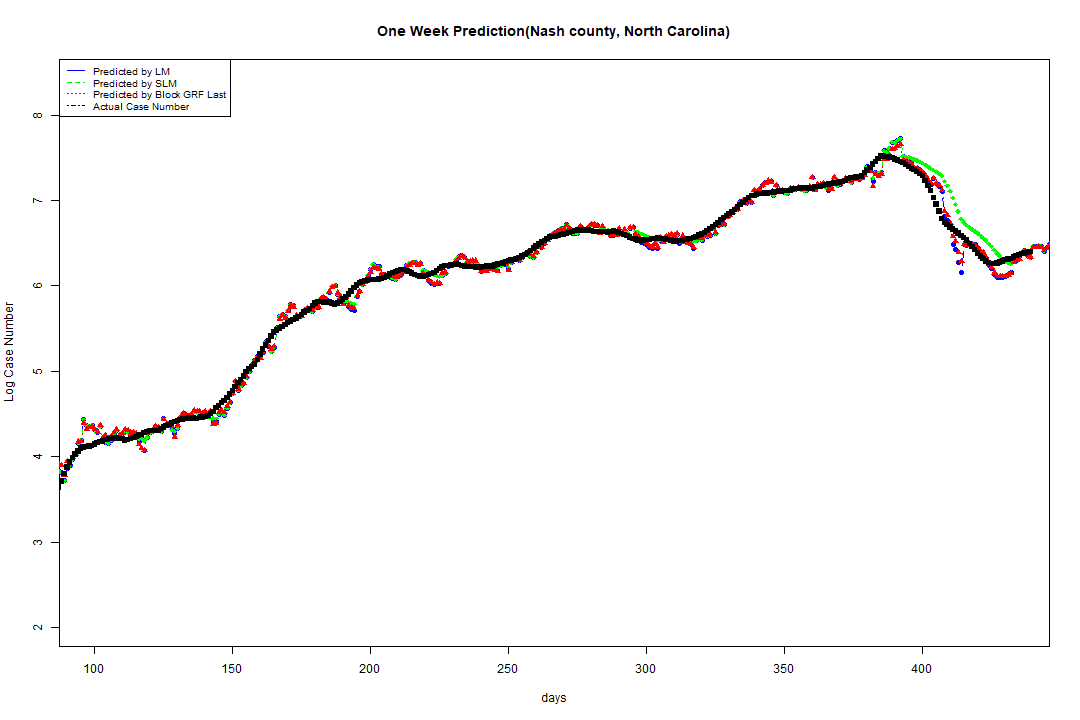 One Week Prediction(Nash county, North Carolina)
Predicted by LM
Predicted by SLM
Predicted by Block GRF Last
Actual Case Number
8
7
6
5
4
3
2
Log Case Number
100 150 200 250 300 350 400
days